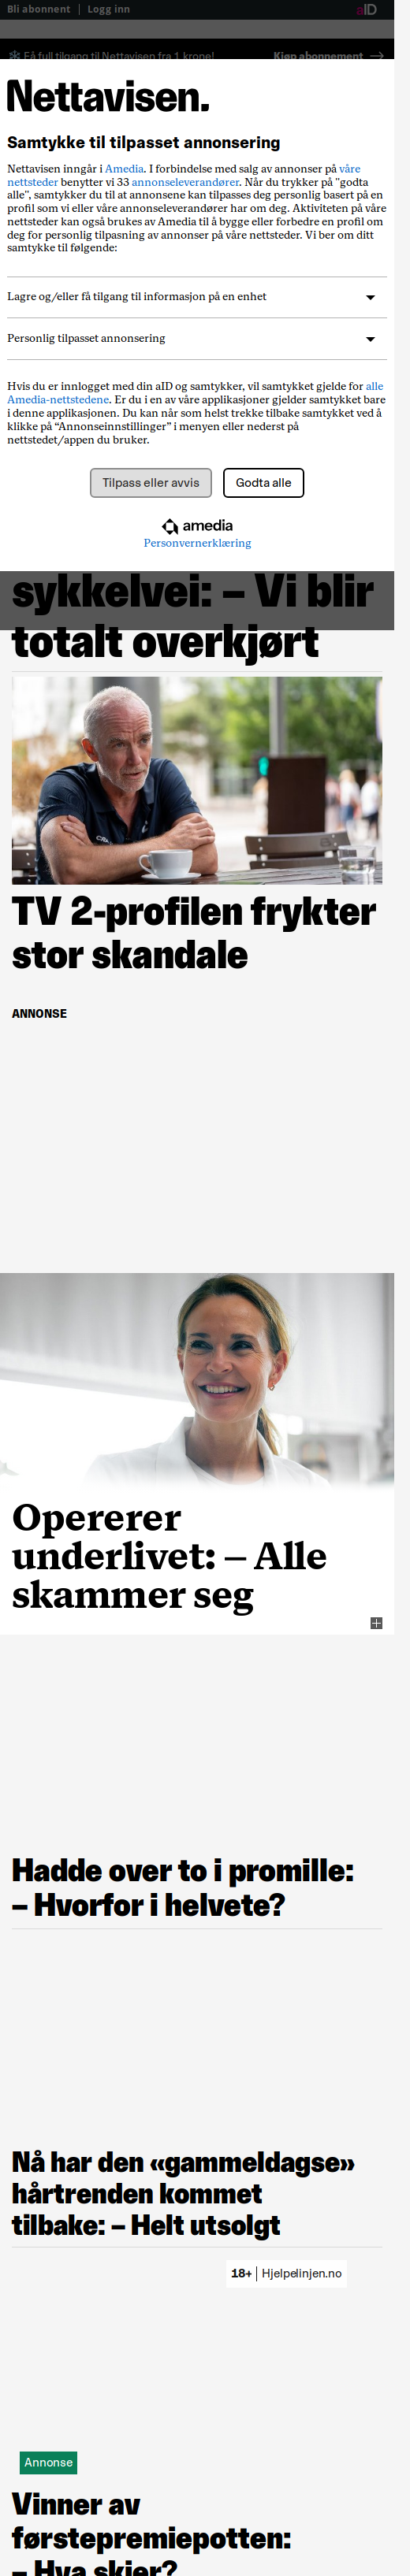 Bli abonnent | Logg inn
aID
Få full tilgang til Nettavisen fra 1 krone!
Kjøp abonnement →
Nettavisen.
Samtykke til tilpasset annonsering
Nettavisen inngår i Amedia. I forbindelse med salg av annonser på våre
nettsteder benytter vi 33 annonseleverandører. Når du trykker på "godta
alle", samtykker du til at annonsene kan tilpasses deg personlig basert på en
profil som vi eller våre annonseleverandører har om deg. Aktiviteten på våre
nettsteder kan også brukes av Amedia til å bygge eller forbedre en profil om
deg for personlig tilpasning av annonser på våre nettsteder. Vi ber om ditt
samtykke til følgende:
Lagre og/eller få tilgang til informasjon på en enhet
Personlig tilpasset annonsering
Hvis du er innlogget med din aID og samtykker, vil samtykket gjelde for alle
Amedia-nettstedene. Er du i en av våre applikasjoner gjelder samtykket bare
i denne applikasjonen. Du kan når som helst trekke tilbake samtykket ved å
klikke på “Annonseinnstillinger” i menyen eller nederst på
nettstedet/appen du bruker.
Tilpass eller avvis
Godta alle
amedia
Personvernerklæring
sykkelvei: – Vi blir
totalt overkjørt
TV 2-profilen frykter
stor skandale
ANNONSE
Opererer
underlivet: – Alle
skammer seg
Hadde over to i promille:
– Hvorfor i helvete?
Nå har den «gammeldagse»
hårtrenden kommet
tilbake: – Helt utsolgt
18+ | Hjelpelinjen.no
Annonse
Vinner av
førstepremiepotten:
– Hva skjer?